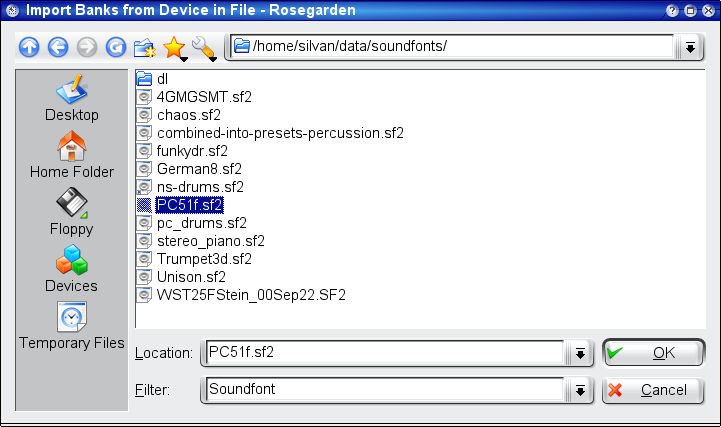 Import Banks from Device in File - Rosegarden
/home/silvan/data/soundfonts/
Desktop
Home Folder
Floppy
Devices
Temporary Files
dl
4GMGSMT.sf2
chaos.sf2
combined-into-presets-percussion.sf2
funkydr.sf2
German8.sf2
ns-drums.sf2
PC51f.sf2
pc_drums.sf2
stereo_piano.sf2
Trumpet3d.sf2
Unison.sf2
WST25FStein_00Sep22.SF2
Location: PC51f.sf2 OK
Filter: Soundfont Cancel